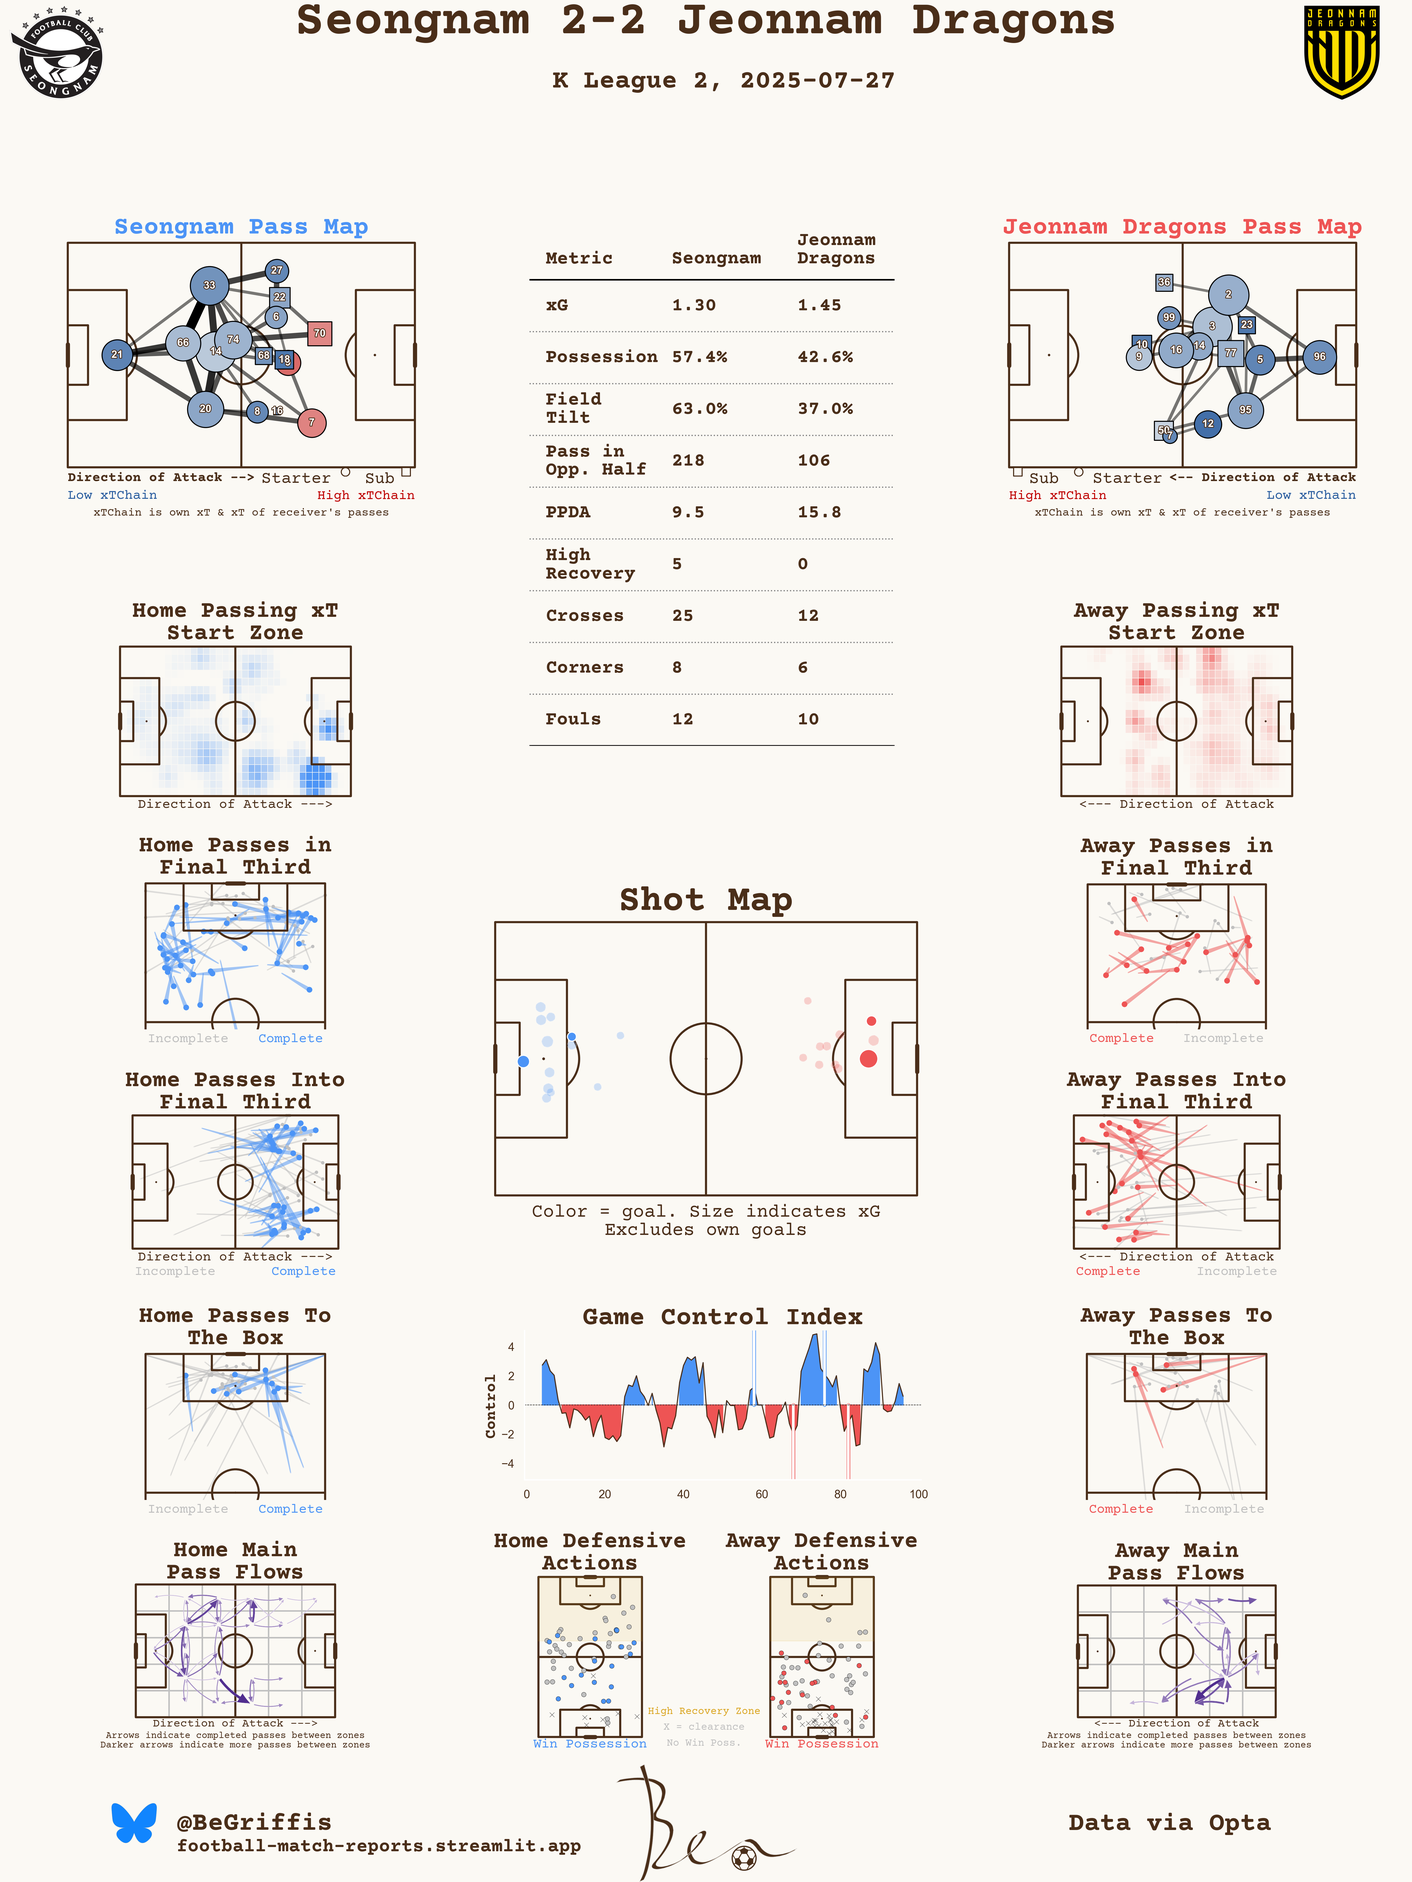 Seongnam 2-2 Jeonnam Dragons
K League 2, 2025-07-27
FOOTBALL CLUB
SEONGNAM
JEONNAM
DRAGONS
Seongnam Pass Map
33
27
22
6
70
66
14
74
68
18
21
20
8
16
7
Direction of Attack --> Starter Sub
Low xTChain High xTChain
xTChain is own xT & xT of receiver's passes
Metric Seongnam Jeonnam Dragons
xG 1.30 1.45
Possession 57.4% 42.6%
Field Tilt 63.0% 37.0%
Pass in Opp. Half 218 106
PPDA 9.5 15.8
High Recovery 5 0
Crosses 25 12
Corners 8 6
Fouls 12 10
Jeonnam Dragons Pass Map
36
2
99
3
23
10
9
16
14
77
5
96
95
50
7
12
Sub Starter <-- Direction of Attack
High xTChain Low xTChain
xTChain is own xT & xT of receiver's passes
Home Passing xT
Start Zone
Direction of Attack --->
Away Passing xT
Start Zone
<--- Direction of Attack
Home Passes in
Final Third
Incomplete Complete
Away Passes in
Final Third
Complete Incomplete
Shot Map
Color = goal. Size indicates xG
Excludes own goals
Home Passes Into
Final Third
Direction of Attack --->
Incomplete Complete
Away Passes Into
Final Third
<--- Direction of Attack
Complete Incomplete
Home Passes To
The Box
Incomplete Complete
Game Control Index
Control
4
2
0
−2
−4
0 20 40 60 80 100
Away Passes To
The Box
Complete Incomplete
Home Main
Pass Flows
Direction of Attack --->
Arrows indicate completed passes between zones
Darker arrows indicate more passes between zones
Home Defensive
Actions
Win Possession
High Recovery Zone
X = clearance
No Win Poss.
Away Defensive
Actions
Win Possession
Away Main
Pass Flows
<--- Direction of Attack
Arrows indicate completed passes between zones
Darker arrows indicate more passes between zones
@BeGriffis
football-match-reports.streamlit.app
Ben
Data via Opta